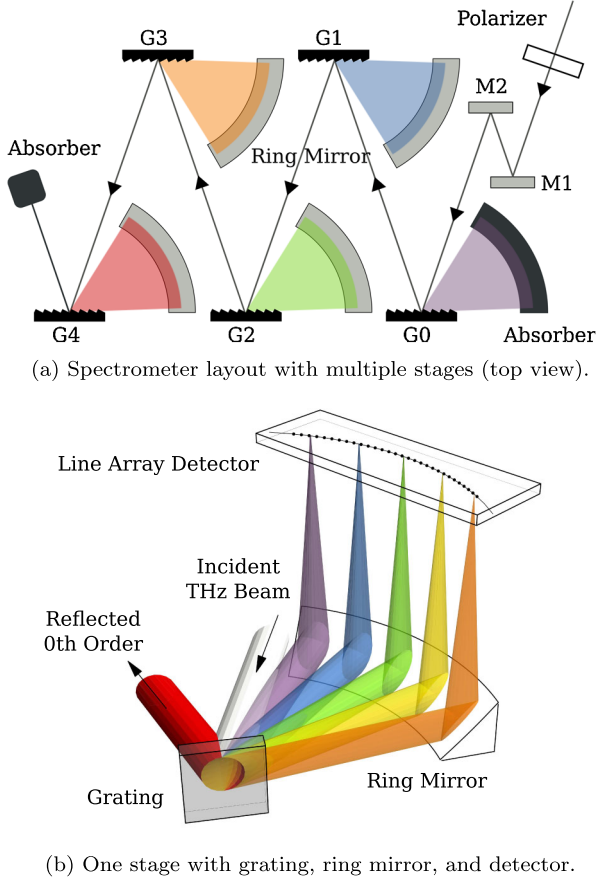 Polarizer
G3
G1
M2
Absorber
Ring Mirror
M1
G4
G2
G0
Absorber
(a) Spectrometer layout with multiple stages (top view).
Line Array Detector
Incident
THz Beam
Reflected
0th Order
Ring Mirror
Grating
(b) One stage with grating, ring mirror, and detector.